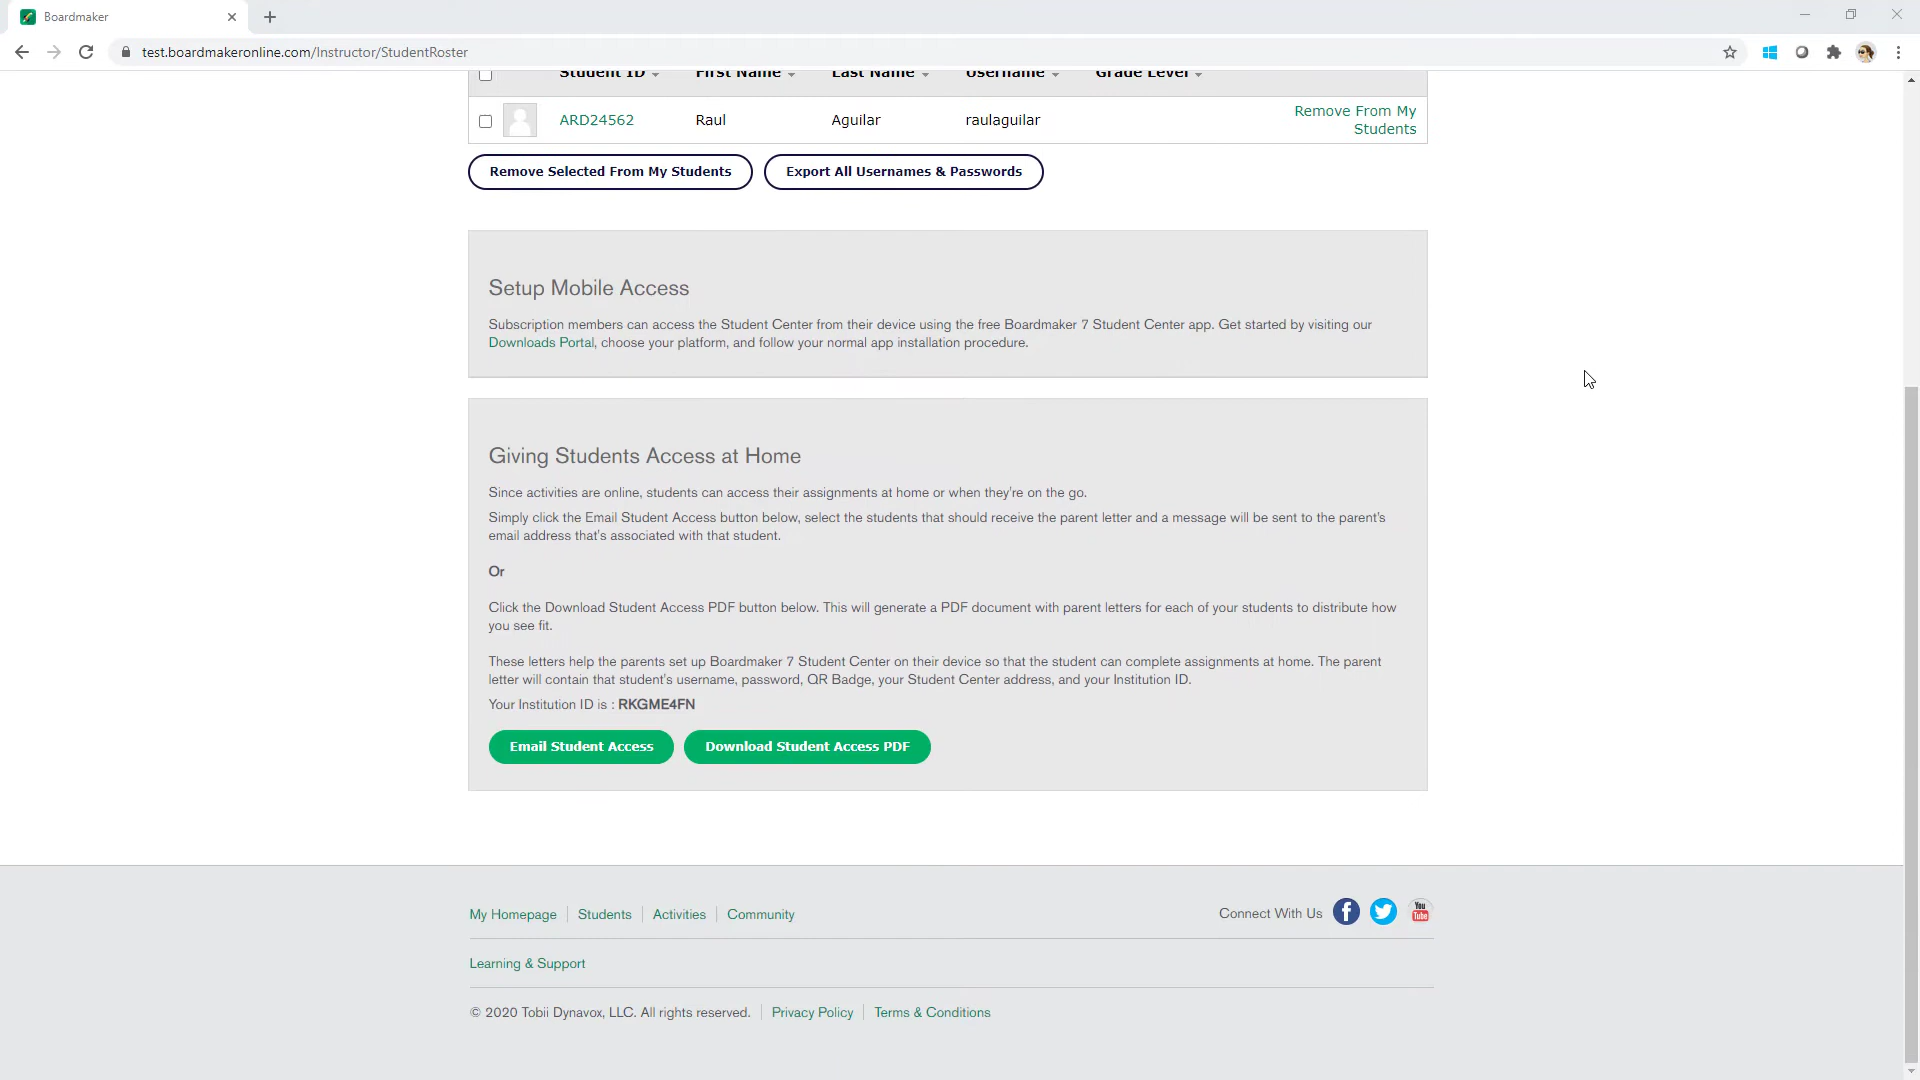 Boardmaker
test.boardmakeronline.com/Instructor/StudentRoster
Student ID First Name Last Name Username Grade Level
ARD24562 Raul Aguilar raulaguilar Remove From My
Students
Remove Selected From My Students Export All Usernames & Passwords
Setup Mobile Access
Subscription members can access the Student Center from their device using the free Boardmaker 7 Student Center app. Get started by visiting our
Downloads Portal, choose your platform, and follow your normal app installation procedure.
Giving Students Access at Home
Since activities are online, students can access their assignments at home or when they're on the go.
Simply click the Email Student Access button below, select the students that should receive the parent letter and a message will be sent to the parent's
email address that's associated with that student.
Or
Click the Download Student Access PDF button below. This will generate a PDF document with parent letters for each of your students to distribute how
you see fit.
These letters help the parents set up Boardmaker 7 Student Center on their device so that the student can complete assignments at home. The parent
letter will contain that student's username, password, QR Badge, your Student Center address, and your Institution ID.
Your Institution ID is : RKGME4FN
Email Student Access Download Student Access PDF
My Homepage Students Activities Community Connect With Us You Tube
Learning & Support
© 2020 Tobii Dynavox, LLC. All rights reserved. Privacy Policy Terms & Conditions